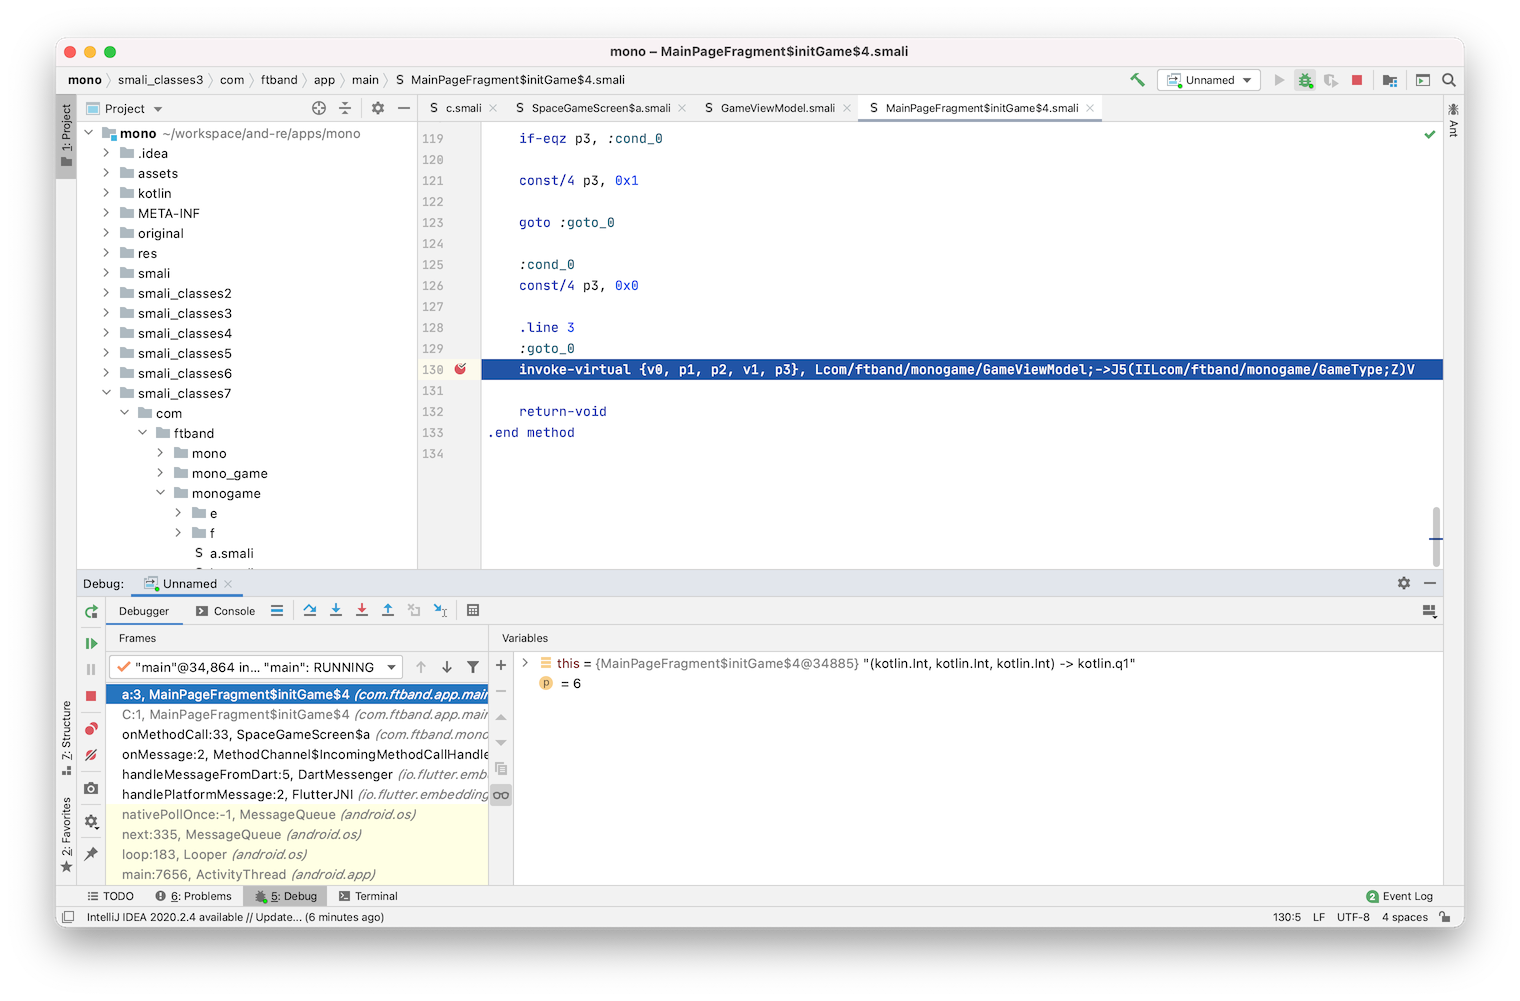 mono – MainPageFragment$initGame$4.smali
mono smali_classes3 com ftband app main S MainPageFragment$initGame$4.smali Unnamed
1: Project
Project
S c.smali S SpaceGameScreen$a.smali S GameViewModel.smali S MainPageFragment$initGame$4.smali
Ant
mono ~/workspace/and-re/apps/mono
.idea
assets
kotlin
META-INF
original
res
smali
smali_classes2
smali_classes3
smali_classes4
smali_classes5
smali_classes6
smali_classes7
com
ftband
mono
mono_game
monogame
e
f
S a.smali
119 if-eqz p3, :cond_0
120
121 const/4 p3, 0x1
122
123 goto :goto_0
124
125 :cond_0
126 const/4 p3, 0x0
127
128 .line 3
129 :goto_0
130 invoke-virtual {v0, p1, p2, v1, p3}, Lcom/ftband/monogame/GameViewModel;->J5(IILcom/ftband/monogame/GameType;Z)V
131
132 return-void
133 .end method
134
Debug: Unnamed
Debugger Console
Frames
Variables
"main"@34,864 in... "main": RUNNING
a:3, MainPageFragment$initGame$4 (com.ftband.app.main
C:1, MainPageFragment$initGame$4 (com.ftband.app.main
onMethodCall:33, SpaceGameScreen$a (com.ftband.mono
onMessage:2, MethodChannel$IncomingMethodCallHandle
handleMessageFromDart:5, DartMessenger (io.flutter.emb
handlePlatformMessage:2, FlutterJNI (io.flutter.embedding
nativePollOnce:-1, MessageQueue (android.os)
next:335, MessageQueue (android.os)
loop:183, Looper (android.os)
main:7656, ActivityThread (android.app)
this = {MainPageFragment$initGame$4@34885} "(kotlin.Int, kotlin.Int, kotlin.Int) -> kotlin.q1"
p = 6
Z: Structure
2: Favorites
TODO 6: Problems 5: Debug Terminal 2 Event Log
IntelliJ IDEA 2020.2.4 available // Update... (6 minutes ago) 130:5 LF UTF-8 4 spaces